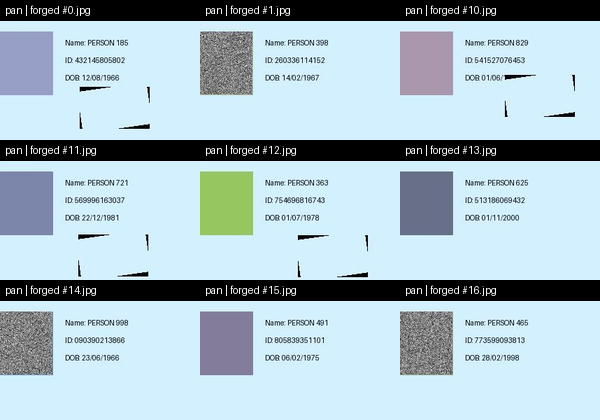 pan | forged #0.jpg
pan | forged #1.jpg
pan | forged #10.jpg
Name: PERSON 185
ID: 432145805802
DOB: 12/08/1966
Name: PERSON 398
ID: 260336114152
DOB: 14/02/1967
Name: PERSON 829
ID: 541527076453
DOB: 01/06/
pan | forged #11.jpg
pan | forged #12.jpg
pan | forged #13.jpg
Name: PERSON 721
ID: 569996163037
DOB: 22/12/1981
Name: PERSON 363
ID: 754696816743
DOB: 01/07/1978
Name: PERSON 625
ID: 513186069432
DOB: 01/11/2000
pan | forged #14.jpg
pan | forged #15.jpg
pan | forged #16.jpg
Name: PERSON 998
ID: 090390213866
DOB: 23/06/1966
Name: PERSON 491
ID: 805839351101
DOB: 06/02/1975
Name: PERSON 465
ID: 773599093813
DOB: 28/02/1998